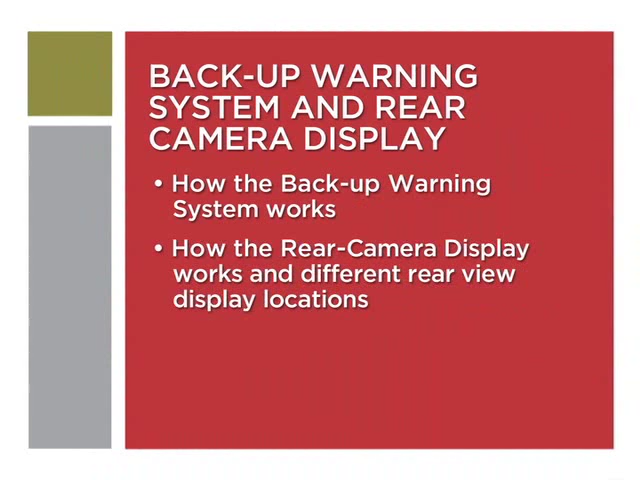 BACK-UP WARNING
SYSTEM AND REAR
CAMERA DISPLAY
• How the Back-up Warning
System works
• How the Rear-Camera Display
works and different rear view
display locations